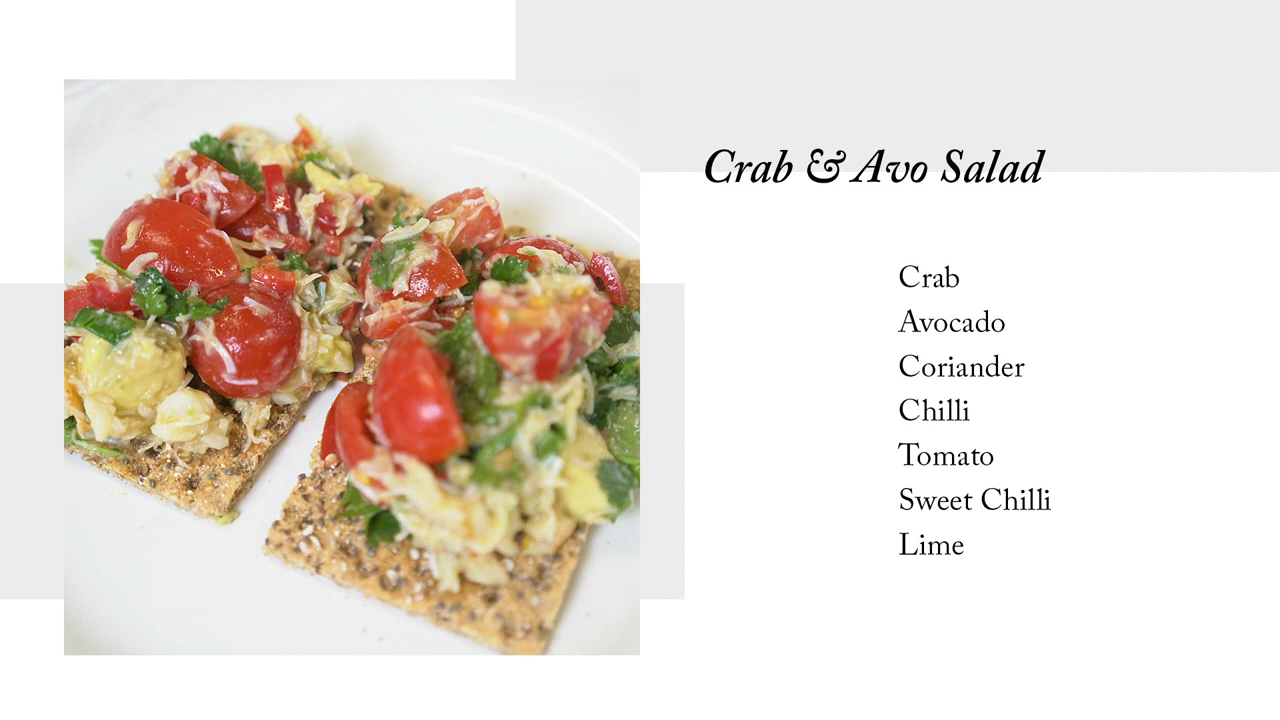 Crab & Avo Salad
Crab
Avocado
Coriander
Chilli
Tomato
Sweet Chilli
Lime